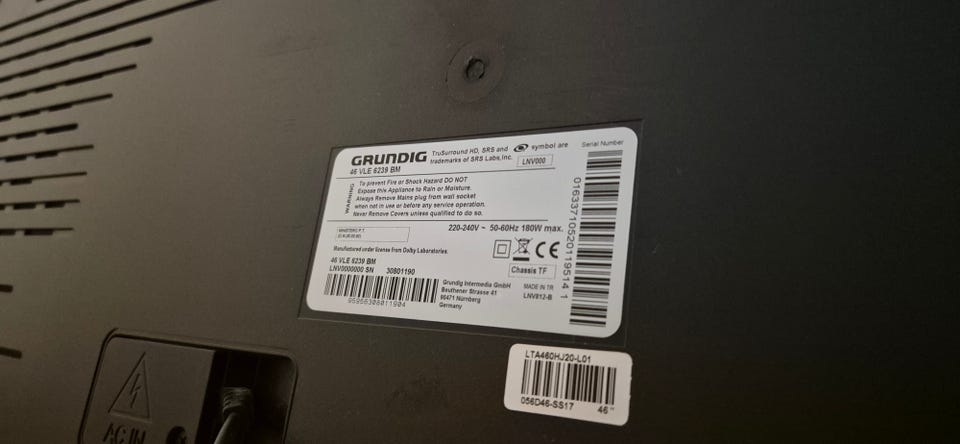 GRUNDIG TruSurround HD, SRS and symbol are
trademarks of SRS Labs, Inc. LNV000
46 VLE 6239 BM
WARNING
To prevent Fire or Shock Hazard DO NOT
Expose this Appliance to Rain or Moisture.
Always Remove Mains plug from wall socket
when not in use or before any service operation.
Never Remove Covers unless qualified to do so.
220-240V ~ 50-60Hz 180W max.
Manufactured under license from Dolby Laboratories.
CE
46 VLE 6239 BM
LNV0000000 SN 30801190
Chassis TF
Grundig Intermedia GmbH
Beuthener Strasse 41
90471 Nürnberg
Germany
MADE IN TR
LNV812-B
Serial Number
LTA460HJ20-L01
056D46-SS17 46"
AC IN